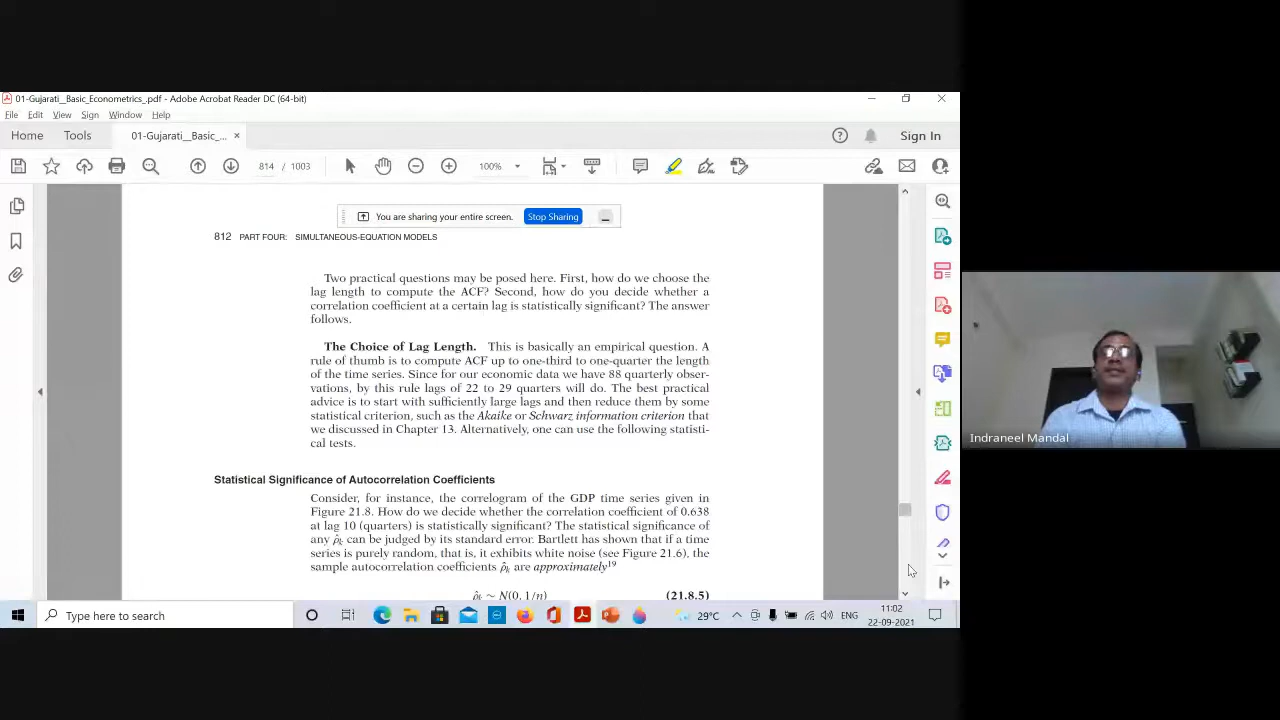 01-Gujarati__Basic_Econometrics_.pdf - Adobe Acrobat Reader DC (64-bit)
File Edit View Sign Window Help
Home Tools 01-Gujarati__Basic_... × Sign In
814 / 1003 100%
You are sharing your entire screen. Stop Sharing
812 PART FOUR: SIMULTANEOUS-EQUATION MODELS
Two practical questions may be posed here. First, how do we choose the
lag length to compute the ACF? Second, how do you decide whether a
correlation coefficient at a certain lag is statistically significant? The answer
follows.
The Choice of Lag Length. This is basically an empirical question. A
rule of thumb is to compute ACF up to one-third to one-quarter the length
of the time series. Since for our economic data we have 88 quarterly obser-
vations, by this rule lags of 22 to 29 quarters will do. The best practical
advice is to start with sufficiently large lags and then reduce them by some
statistical criterion, such as the Akaike or Schwarz information criterion that
we discussed in Chapter 13. Alternatively, one can use the following statisti-
cal tests.
Statistical Significance of Autocorrelation Coefficients
Consider, for instance, the correlogram of the GDP time series given in
Figure 21.8. How do we decide whether the correlation coefficient of 0.638
at lag 10 (quarters) is statistically significant? The statistical significance of
any ρ̂k can be judged by its standard error. Bartlett has shown that if a time
series is purely random, that is, it exhibits white noise (see Figure 21.6), the
sample autocorrelation coefficients ρ̂k are approximately19
ρ̂k ∼ N(0, 1/n) (21.8.5)
Indraneel Mandal
Type here to search
29°C
ENG
11:02
22-09-2021